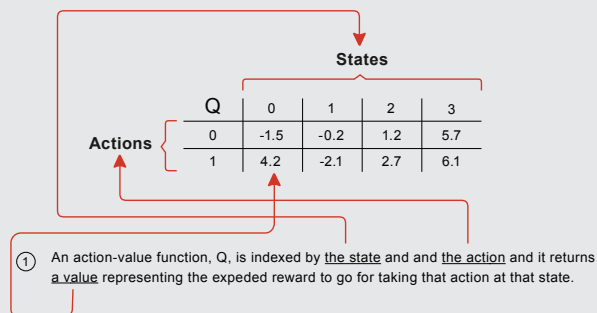 States
Q 0 1 2 3
Actions
0 -1.5 -0.2 1.2 5.7
1 4.2 -2.1 2.7 6.1
1 An action-value function, Q, is indexed by the state and and the action and it returns
a value representing the expeded reward to go for taking that action at that state.